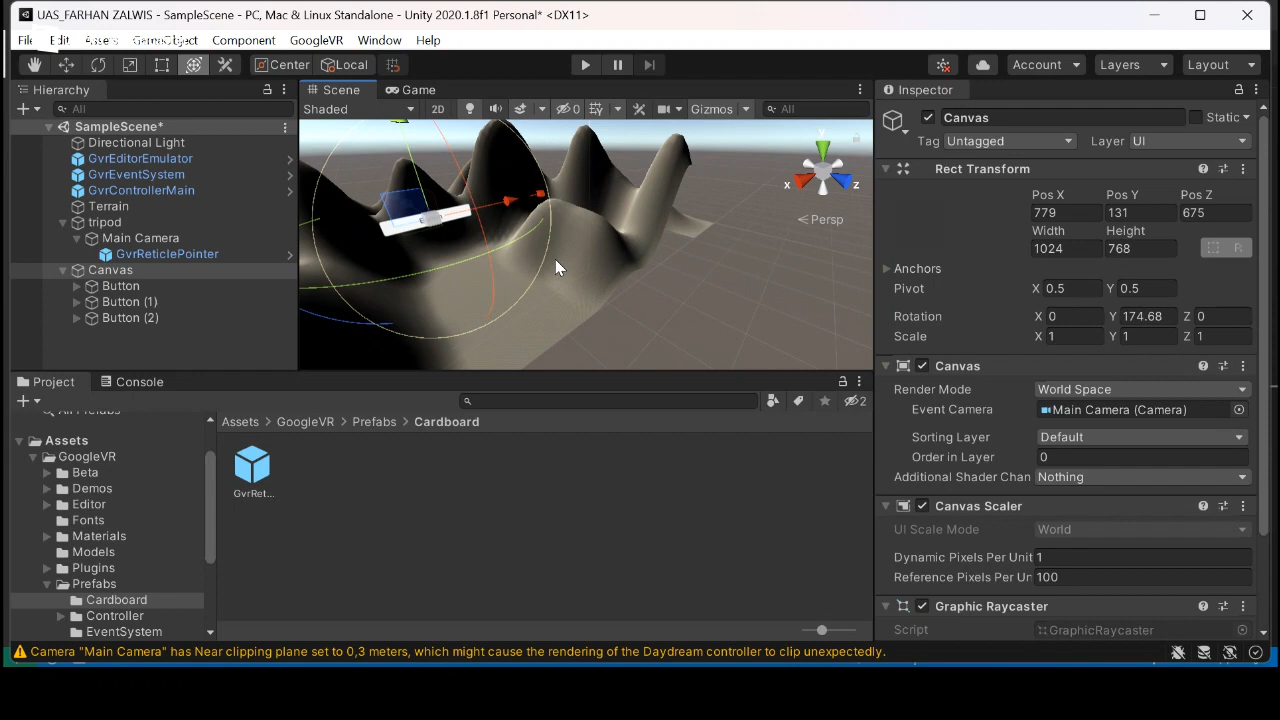 UAS_FARHAN ZALWIS - SampleScene - PC, Mac & Linux Standalone - Unity 2020.1.8f1 Personal* <DX11>
File Edit Assets GameObject Component GoogleVR Window Help
Center Local Account Layers Layout
Hierarchy
All
SampleScene*
Directional Light
GvrEditorEmulator
GvrEventSystem
GvrControllerMain
Terrain
tripod
Main Camera
GvrReticlePointer
Canvas
Button
Button (1)
Button (2)
Scene Game
Shaded 2D 0 Gizmos All
y
x z
Persp
Inspector
Canvas Static
Tag Untagged Layer UI
Rect Transform
Pos X Pos Y Pos Z
779 131 675
Width Height
1024 768 R
Anchors
Pivot X 0.5 Y 0.5
Rotation X 0 Y 174.68 Z 0
Scale X 1 Y 1 Z 1
Canvas
Render Mode World Space
Event Camera Main Camera (Camera)
Sorting Layer Default
Order in Layer 0
Additional Shader Chan Nothing
Canvas Scaler
UI Scale Mode World
Dynamic Pixels Per Unit 1
Reference Pixels Per Un 100
Graphic Raycaster
Script GraphicRaycaster
Project Console
2
All Prefabs
Assets
GoogleVR
Beta
Demos
Editor
Fonts
Materials
Models
Plugins
Prefabs
Cardboard
Controller
EventSystem
Assets > GoogleVR > Prefabs > Cardboard
GvrRet...
Camera "Main Camera" has Near clipping plane set to 0,3 meters, which might cause the rendering of the Daydream controller to clip unexpectedly.